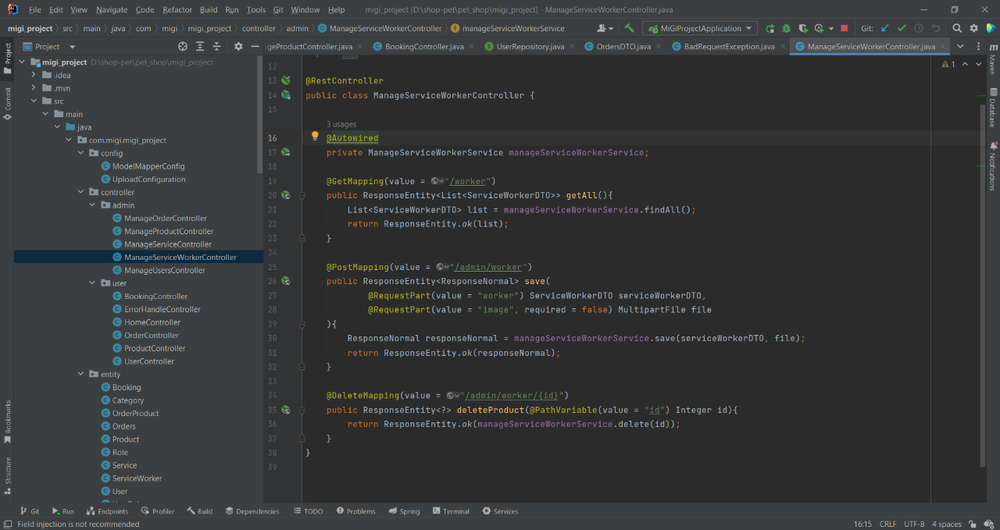 File Edit View Navigate Code Refactor Build Run Tools Git Window Help migi_project [D:\shop-pet\pet_shop\migi_project] - ManageServiceWorkerController.java
migi_project src main java com migi migi_project controller admin ManageServiceWorkerController manageServiceWorkerService MiGiProjectApplication Git:
Project geProductController.java BookingController.java UserRepository.java OrdersDTO.java BadRequestException.java ManageServiceWorkerController.java
Project
Commit
Bookmarks
Structure
migi_project D:\shop-pet\pet_shop\migi_project
.idea
.mvn
src
main
java
com.migi.migi_project
config
ModelMapperConfig
UploadConfiguration
controller
admin
ManageOrderController
ManageProductController
ManageServiceController
ManageServiceWorkerController
ManageUsersController
user
BookingController
ErrorHandleController
HomeController
OrderController
ProductController
UserController
entity
Booking
Category
OrderProduct
Orders
Product
Role
Service
ServiceWorker
User
12
13 @RestController
14 public class ManageServiceWorkerController {
15
3 usages
16 @Autowired
17 private ManageServiceWorkerService manageServiceWorkerService;
18
19 @GetMapping(value = "/worker")
20 public ResponseEntity<List<ServiceWorkerDTO>> getAll(){
21 List<ServiceWorkerDTO> list = manageServiceWorkerService.findAll();
22 return ResponseEntity.ok(list);
23 }
24
25 @PostMapping(value = "/admin/worker")
26 public ResponseEntity<ResponseNormal> save(
27 @RequestPart(value = "worker") ServiceWorkerDTO serviceWorkerDTO,
28 @RequestPart(value = "image", required = false) MultipartFile file
29 ){
30 ResponseNormal responseNormal = manageServiceWorkerService.save(serviceWorkerDTO, file);
31 return ResponseEntity.ok(responseNormal);
32 }
33
34 @DeleteMapping(value = "/admin/worker/{id}")
35 public ResponseEntity<?> deleteProduct(@PathVariable(value = "id") Integer id){
36 return ResponseEntity.ok(manageServiceWorkerService.delete(id));
37 }
38 }
39
1
Maven
Database
Notifications
Git Run Endpoints Profiler Build Dependencies TODO Problems Spring Terminal Services
Field injection is not recommended 16:15 CRLF UTF-8 4 spaces